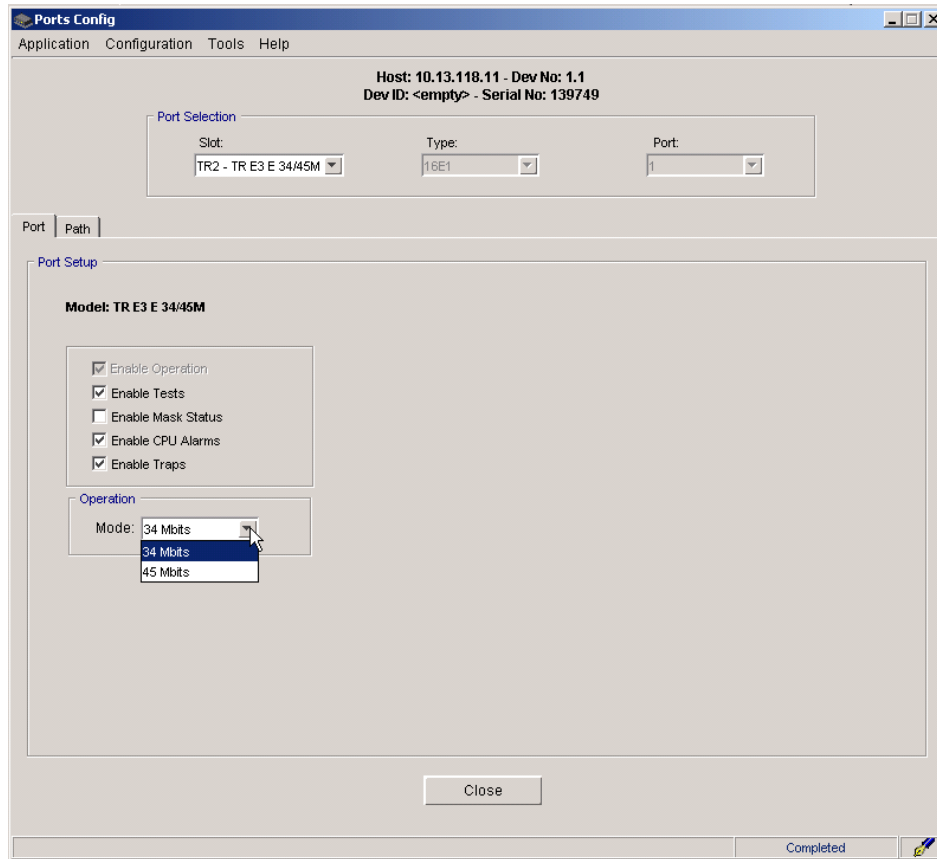 Ports Config
Application Configuration Tools Help
Host: 10.13.118.11 - Dev No: 1.1
Dev ID: <empty> - Serial No: 139749
Port Selection
Slot: Type: Port:
TR2 - TR E3 E 34/45M 16E1 1
Port Path
Port Setup
Model: TR E3 E 34/45M
Enable Operation
Enable Tests
Enable Mask Status
Enable CPU Alarms
Enable Traps
Operation
Mode: 34 Mbits
34 Mbits
45 Mbits
Close
Completed